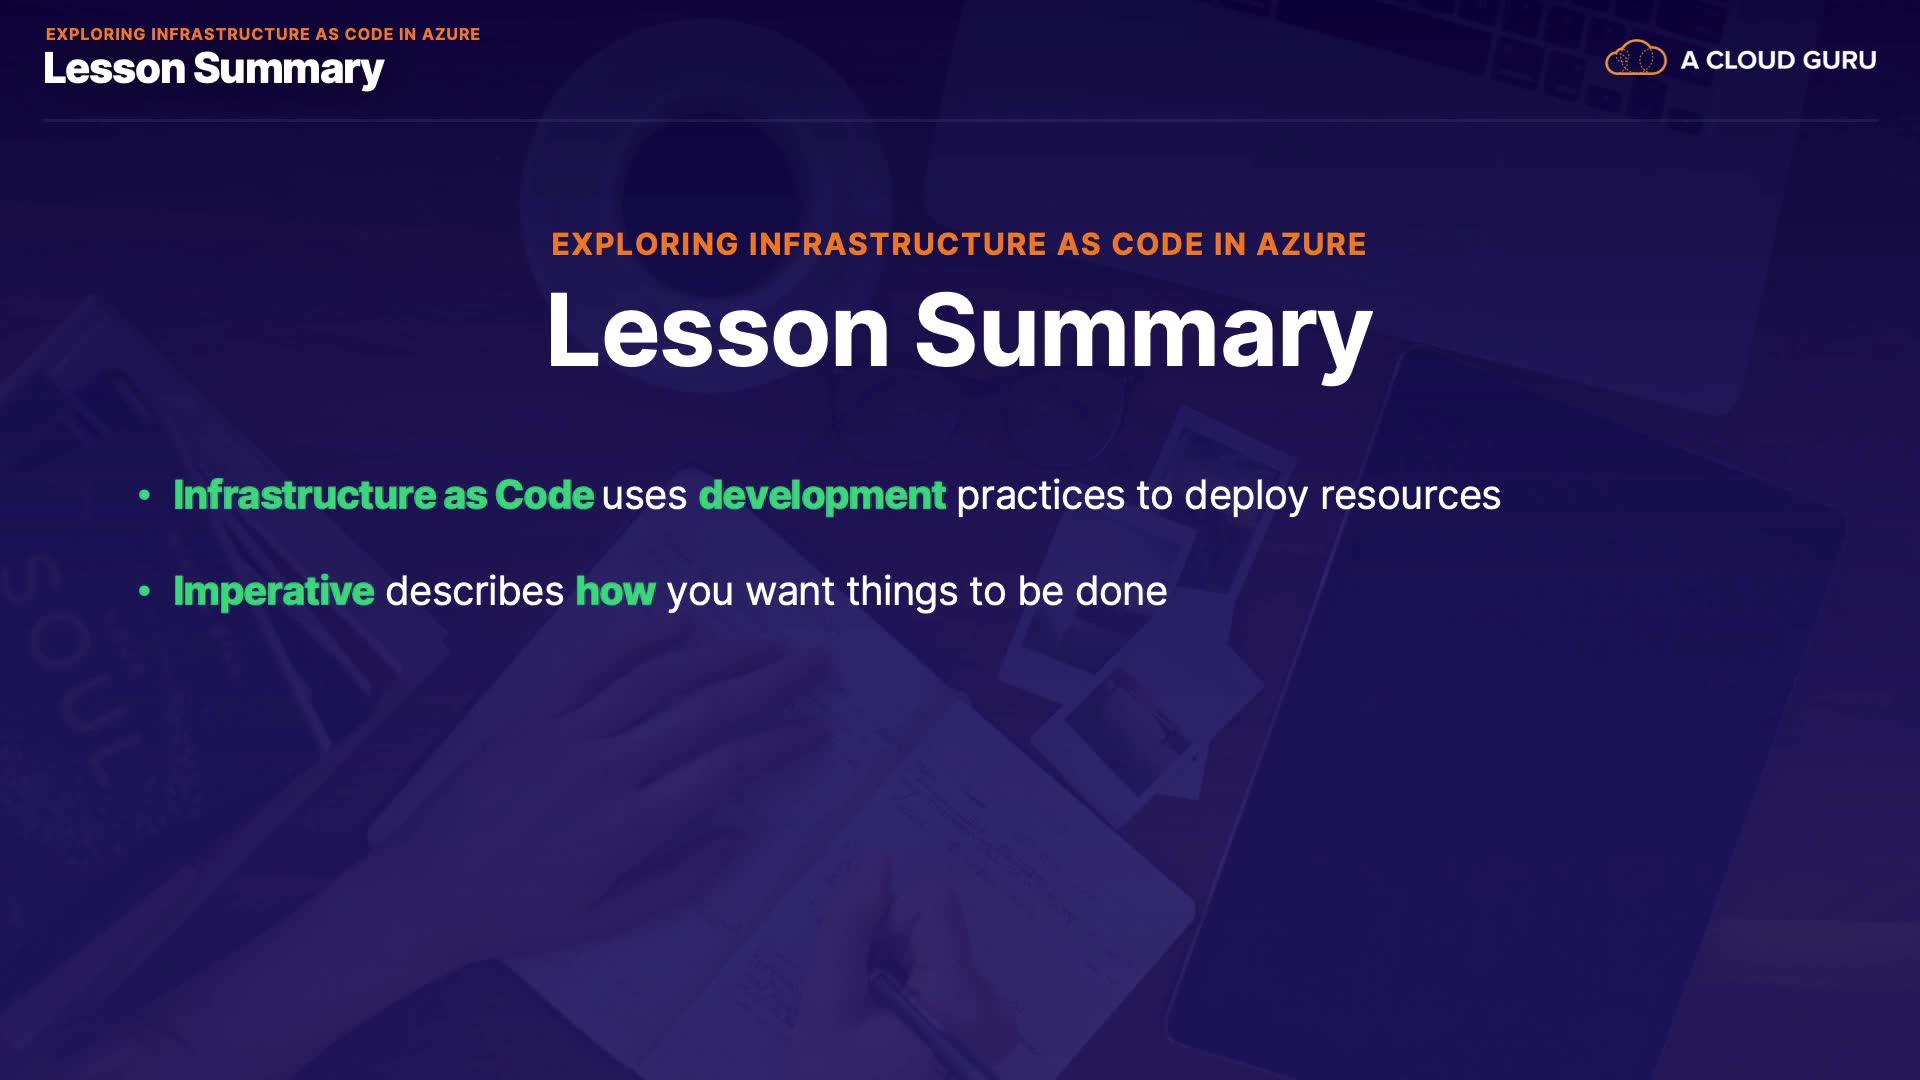 EXPLORING INFRASTRUCTURE AS CODE IN AZURE
Lesson Summary
A CLOUD GURU
EXPLORING INFRASTRUCTURE AS CODE IN AZURE
Lesson Summary
• Infrastructure as Code uses development practices to deploy resources
• Imperative describes how you want things to be done
SOUL